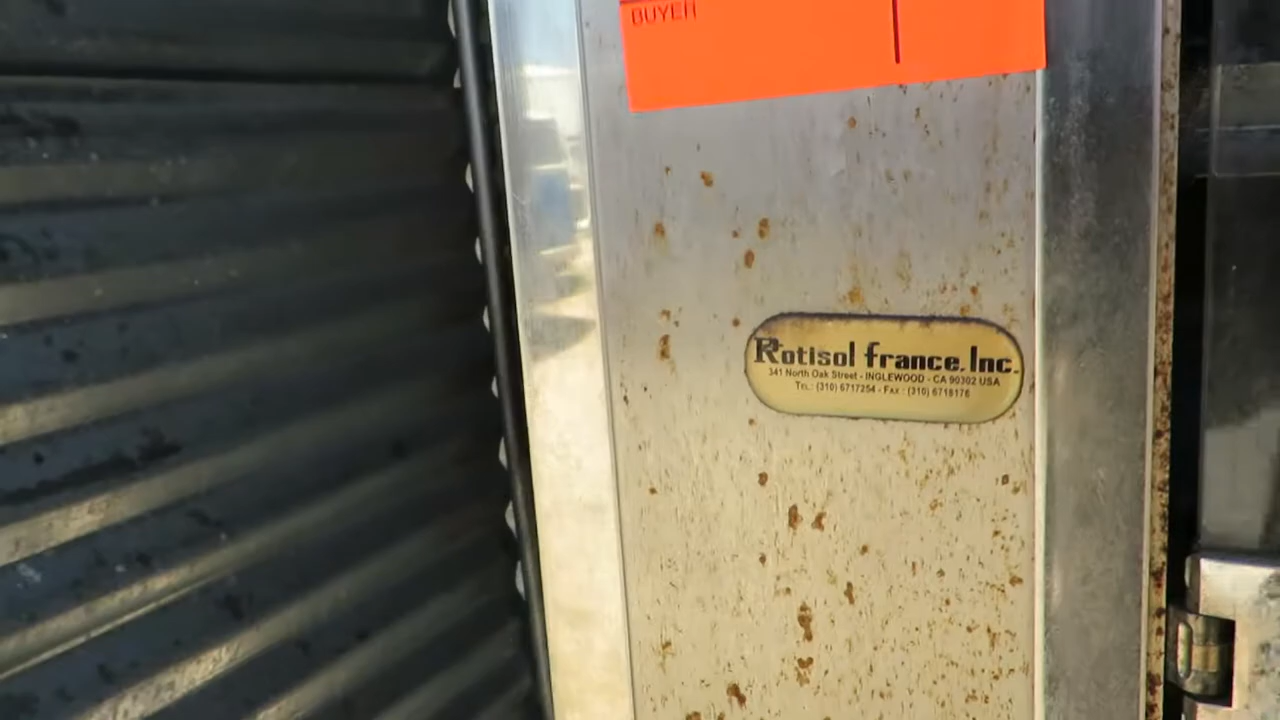 BUYER
Rotisol france, Inc.
341 North Oak Street - INGLEWOOD - CA 90302 USA
TEL.: (310) 6717254 - FAX : (310) 6718176